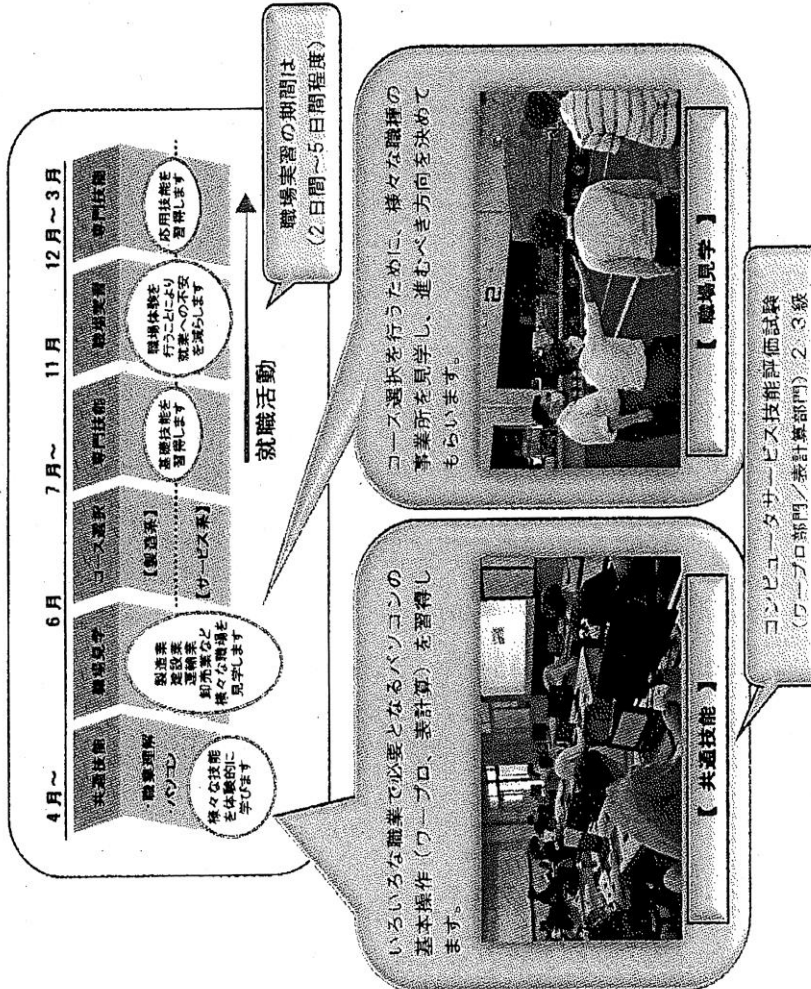 4月～
6月
7月～
11月
12月～3月
共通技能
職場見学
コース選択
専門技能
職場実習
専門技能
・職業理解
・パソコン
様々な技能
を体験的に
学びます
製造業
建設業
運輸業
卸売業など
様々な職場を
見学します
【製造系】
【サービス系】
基礎技能を
習得します
職場体験を
行うことにより
就業への不安
を減らします
応用技能を
習得します
就職活動
職場実習の期間は
（2日間～5日間程度）
いろいろな職業で必要となるパソコンの
基本操作（ワープロ、表計算）を習得し
ます。
【 共通技能 】
コース選択を行うために、様々な職種の
事業所を見学し、進むべき方向を決めて
もらいます。
2
【 職場見学 】
コンピュータサービス技能評価試験
（ワープロ部門／表計算部門）2、3級